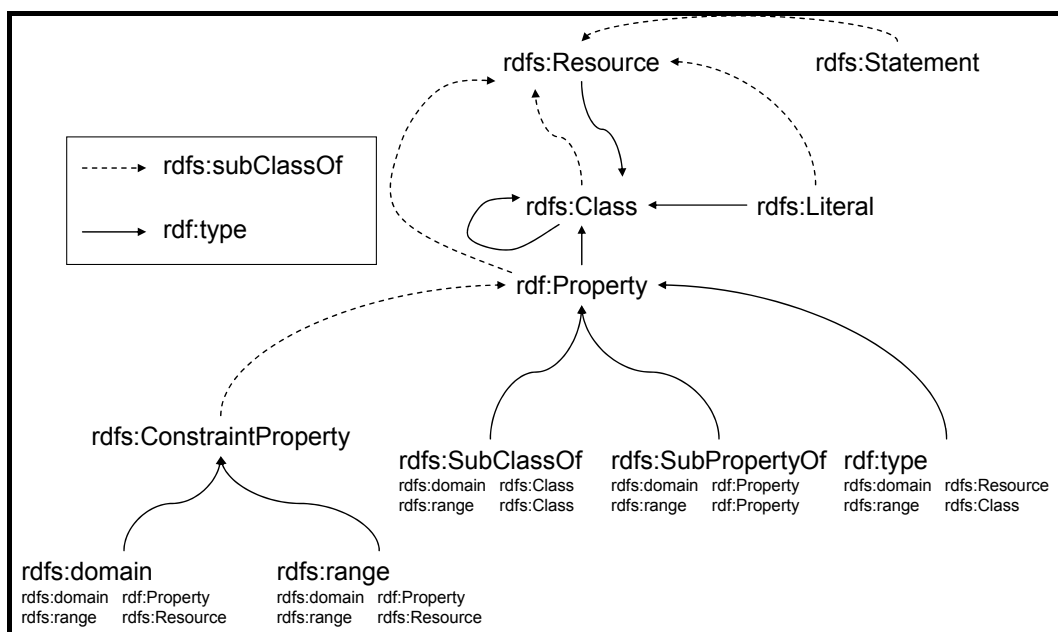 rdfs:Resource rdfs:Statement
rdfs:subClassOf
rdf:type
rdfs:Class rdfs:Literal
rdf:Property
rdfs:ConstraintProperty
rdfs:SubClassOf rdfs:SubPropertyOf rdf:type
rdfs:domain rdfs:Class rdfs:domain rdf:Property rdfs:domain rdfs:Resource
rdfs:range rdfs:Class rdfs:range rdf:Property rdfs:range rdfs:Class
rdfs:domain rdfs:range
rdfs:domain rdf:Property rdfs:domain rdf:Property
rdfs:range rdfs:Resource rdfs:range rdfs:Resource